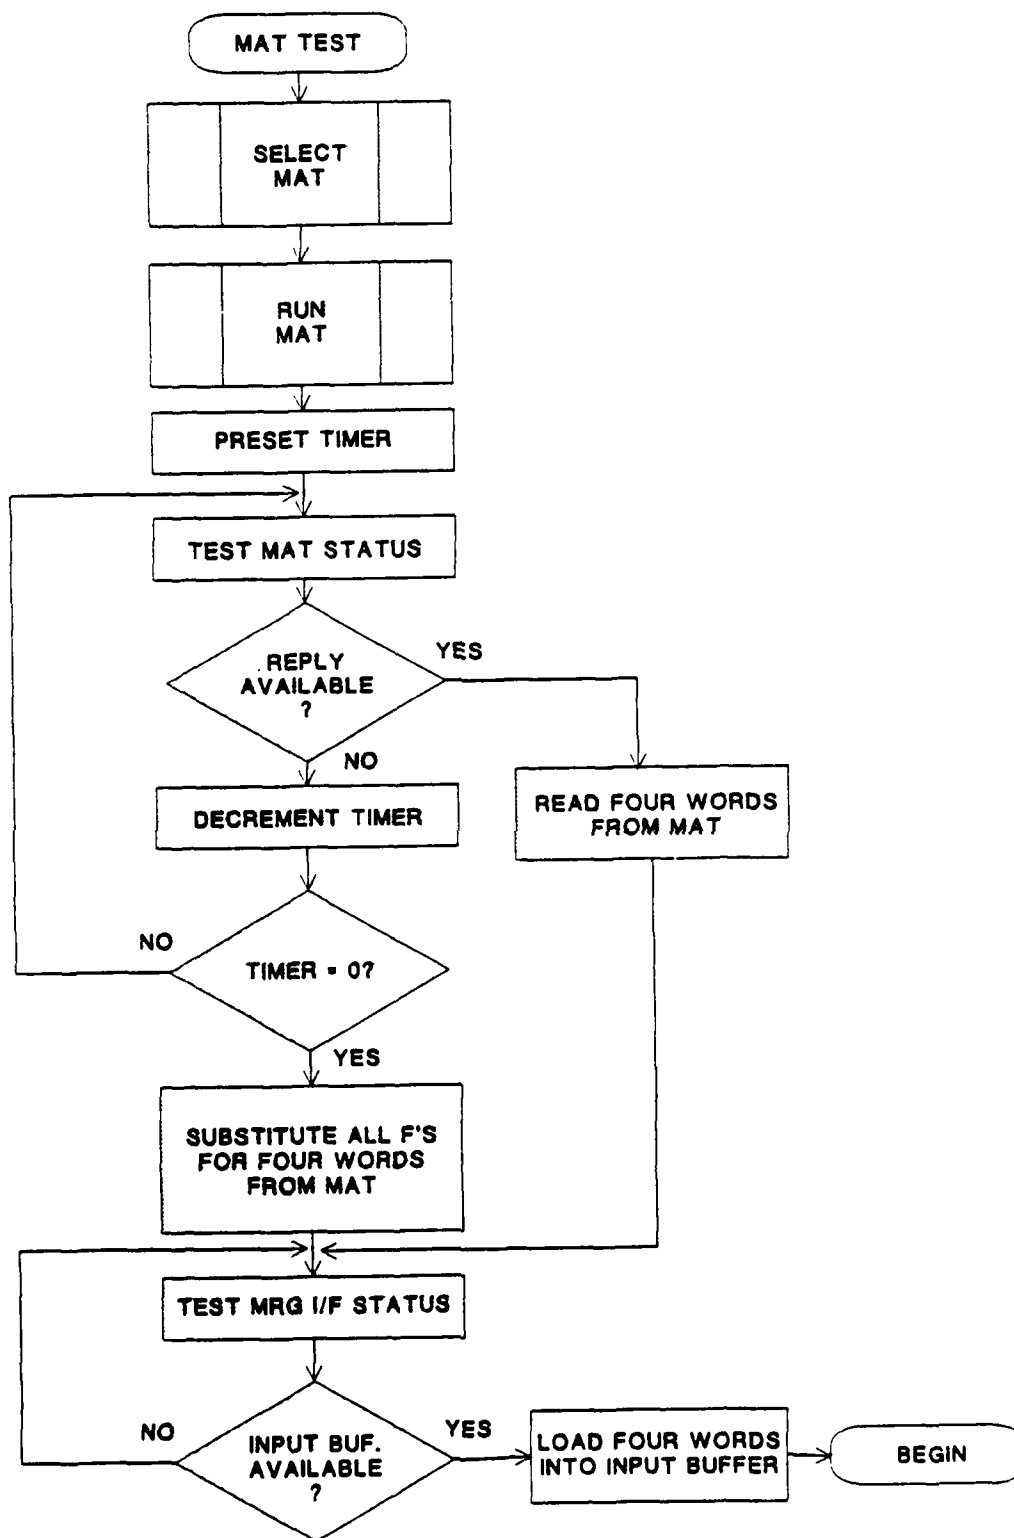 MAT TEST
SELECT
MAT
RUN
MAT
PRESET TIMER
TEST MAT STATUS
REPLY
AVAILABLE
?
YES
NO
READ FOUR WORDS
FROM MAT
DECREMENT TIMER
NO
TIMER = 0?
YES
SUBSTITUTE ALL F'S
FOR FOUR WORDS
FROM MAT
TEST MRG I/F STATUS
NO
INPUT BUF.
AVAILABLE
?
YES
LOAD FOUR WORDS
INTO INPUT BUFFER
BEGIN